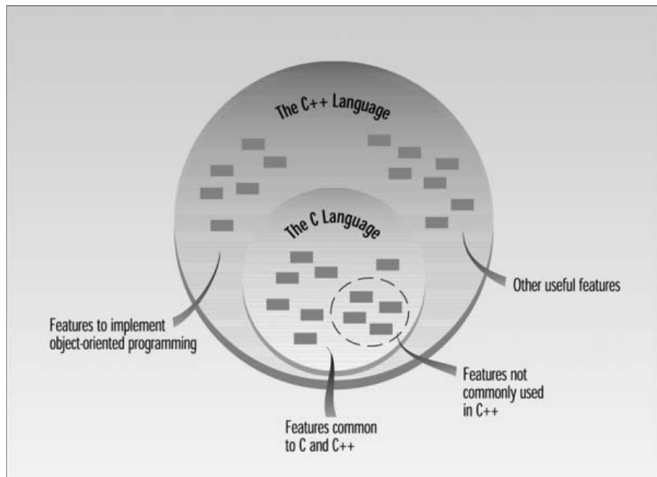 The C++ Language
The C Language
Other useful features
Features to implement
object-oriented programming
Features not
commonly used
in C++
Features common
to C and C++